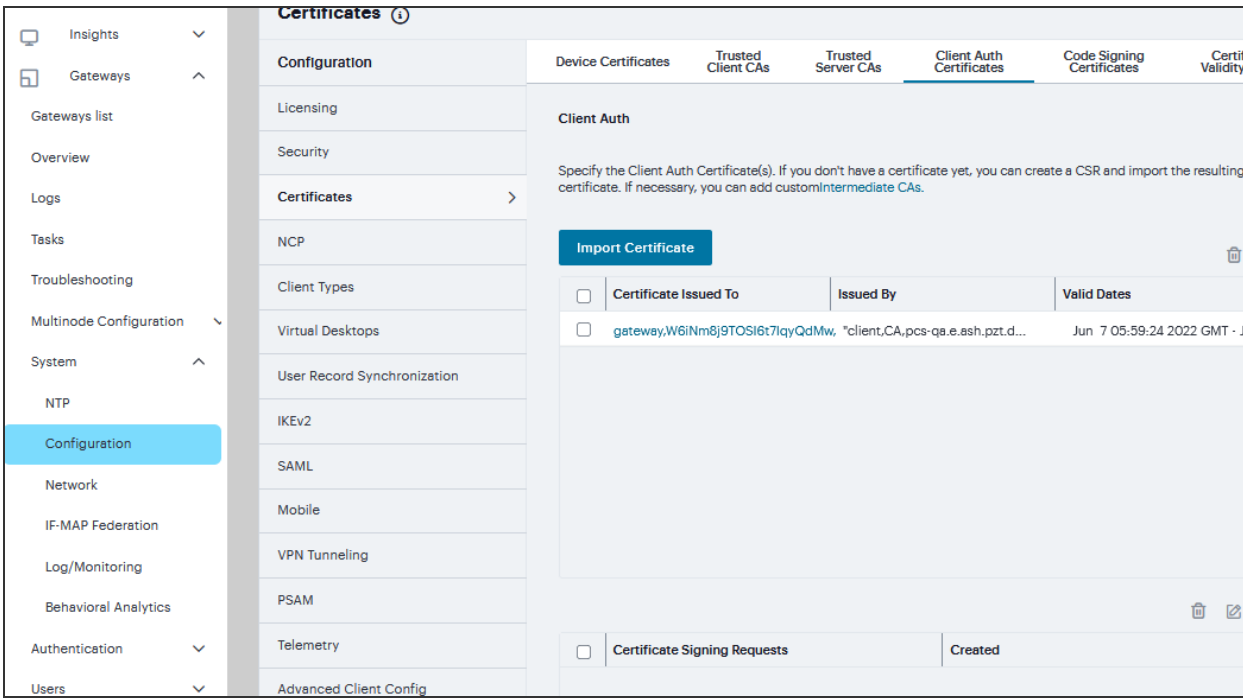 Insights
Gateways
Gateways list
Overview
Logs
Tasks
Troubleshooting
Multinode Configuration
System
NTP
Configuration
Network
IF-MAP Federation
Log/Monitoring
Behavioral Analytics
Authentication
Users
Certificates
Configuration
Licensing
Security
Certificates
NCP
Client Types
Virtual Desktops
User Record Synchronization
IKEv2
SAML
Mobile
VPN Tunneling
PSAM
Telemetry
Advanced Client Config
Device Certificates
Trusted
Client CAs
Trusted
Server CAs
Client Auth
Certificates
Code Signing
Certificates
Certif
Validity
Client Auth
Specify the Client Auth Certificate(s). If you don't have a certificate yet, you can create a CSR and import the resulting
certificate. If necessary, you can add customIntermediate CAs.
Import Certificate
Certificate Issued To Issued By Valid Dates
gateway,W6iNm8j9TOSI6t7IqyQdMw, "client,CA,pcs-qa.e.ash.pzt.d... Jun 7 05:59:24 2022 GMT - J
Certificate Signing Requests Created